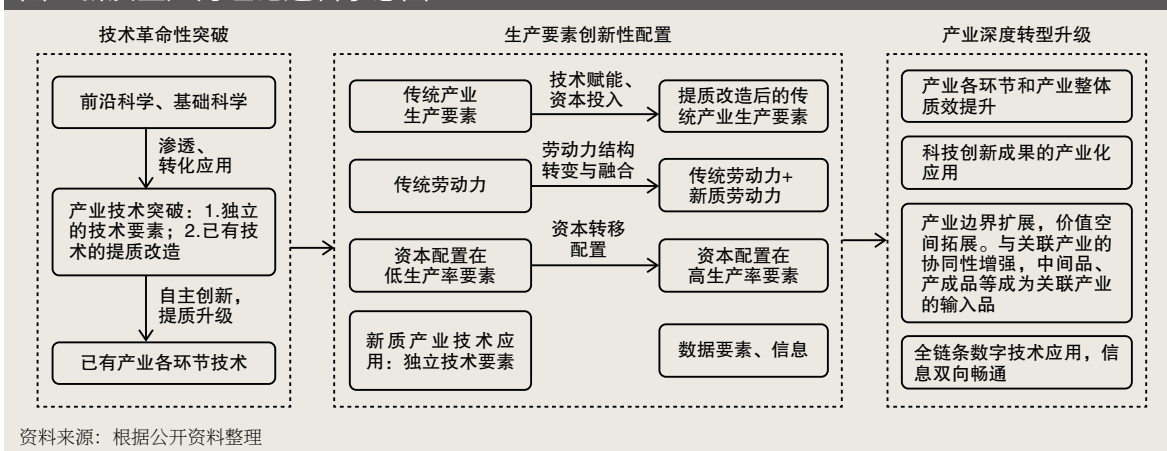 技术革命性突破
前沿科学、基础科学
渗透、
转化应用
产业技术突破：1.独立
的技术要素；2.已有技
术的提质改造
自主创新，
提质升级
已有产业各环节技术
生产要素创新性配置
传统产业
生产要素
技术赋能、
资本投入
提质改造后的传
统产业生产要素
传统劳动力
劳动力结构
转变与融合
传统劳动力+
新质劳动力
资本配置在
低生产率要素
资本转移
配置
资本配置在
高生产率要素
新质产业技术应
用：独立技术要素
数据要素、信息
产业深度转型升级
产业各环节和产业整体
质效提升
科技创新成果的产业化
应用
产业边界扩展，价值空
间拓展。与关联产业的
协同性增强，中间品、
产成品等成为关联产业
的输入品
全链条数字技术应用，信
息双向畅通
资料来源：根据公开资料整理